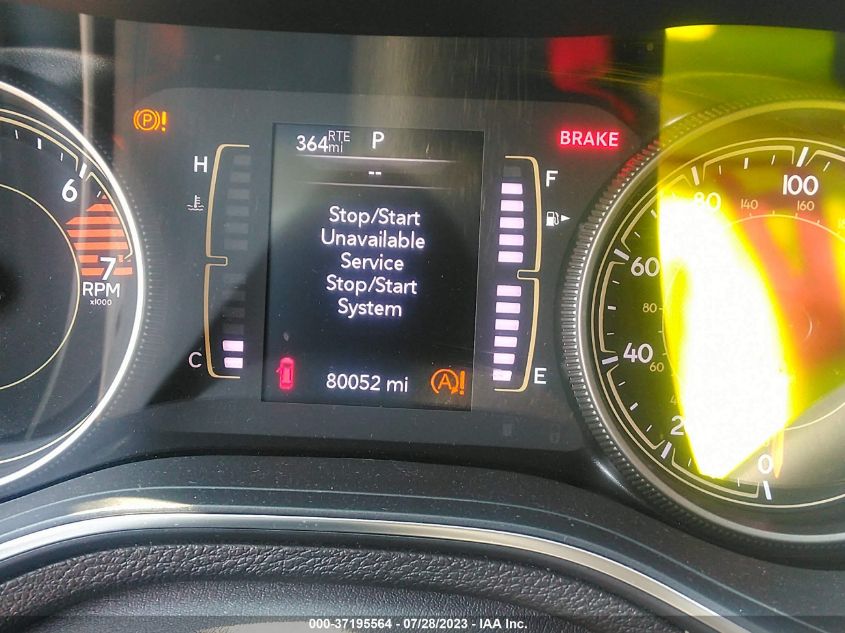 364 RTE mi P
BRAKE
(P)!
H
F
--
Stop/Start
Unavailable
Service
Stop/Start
System
C
E
80052 mi
A!
6
7
RPM
x1000
100
80
60
40
0
160
140
80
60
000-37195564 / 07/28/2023 - IAA Inc.